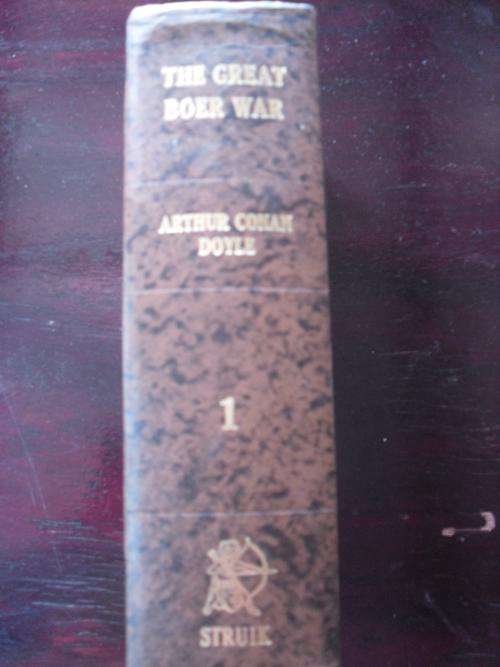 THE GREAT
BOER WAR
ARTHUR CONAN
DOYLE
1
STRUIK